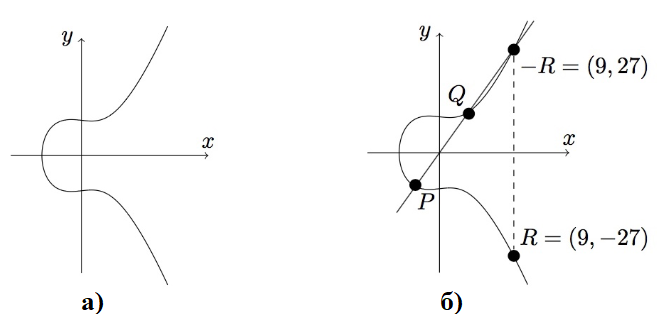 y
x
а)
y
x
Q
P
−R = (9, 27)
R = (9, −27)
б)